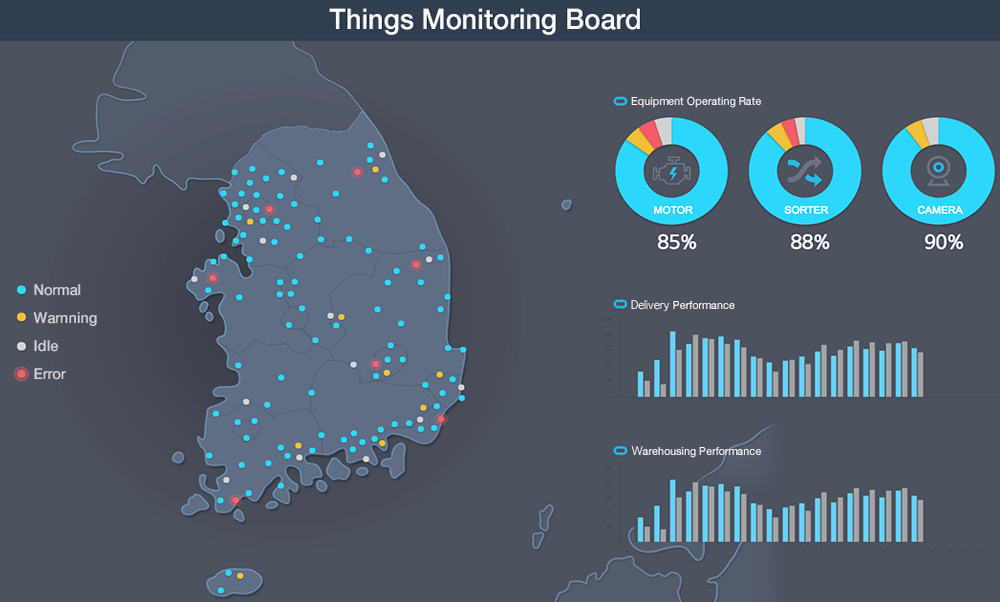 Things Monitoring Board
Normal
Warnning
Idle
Error
Equipment Operating Rate
MOTOR
SORTER
CAMERA
85%
88%
90%
Delivery Performance
Warehousing Performance